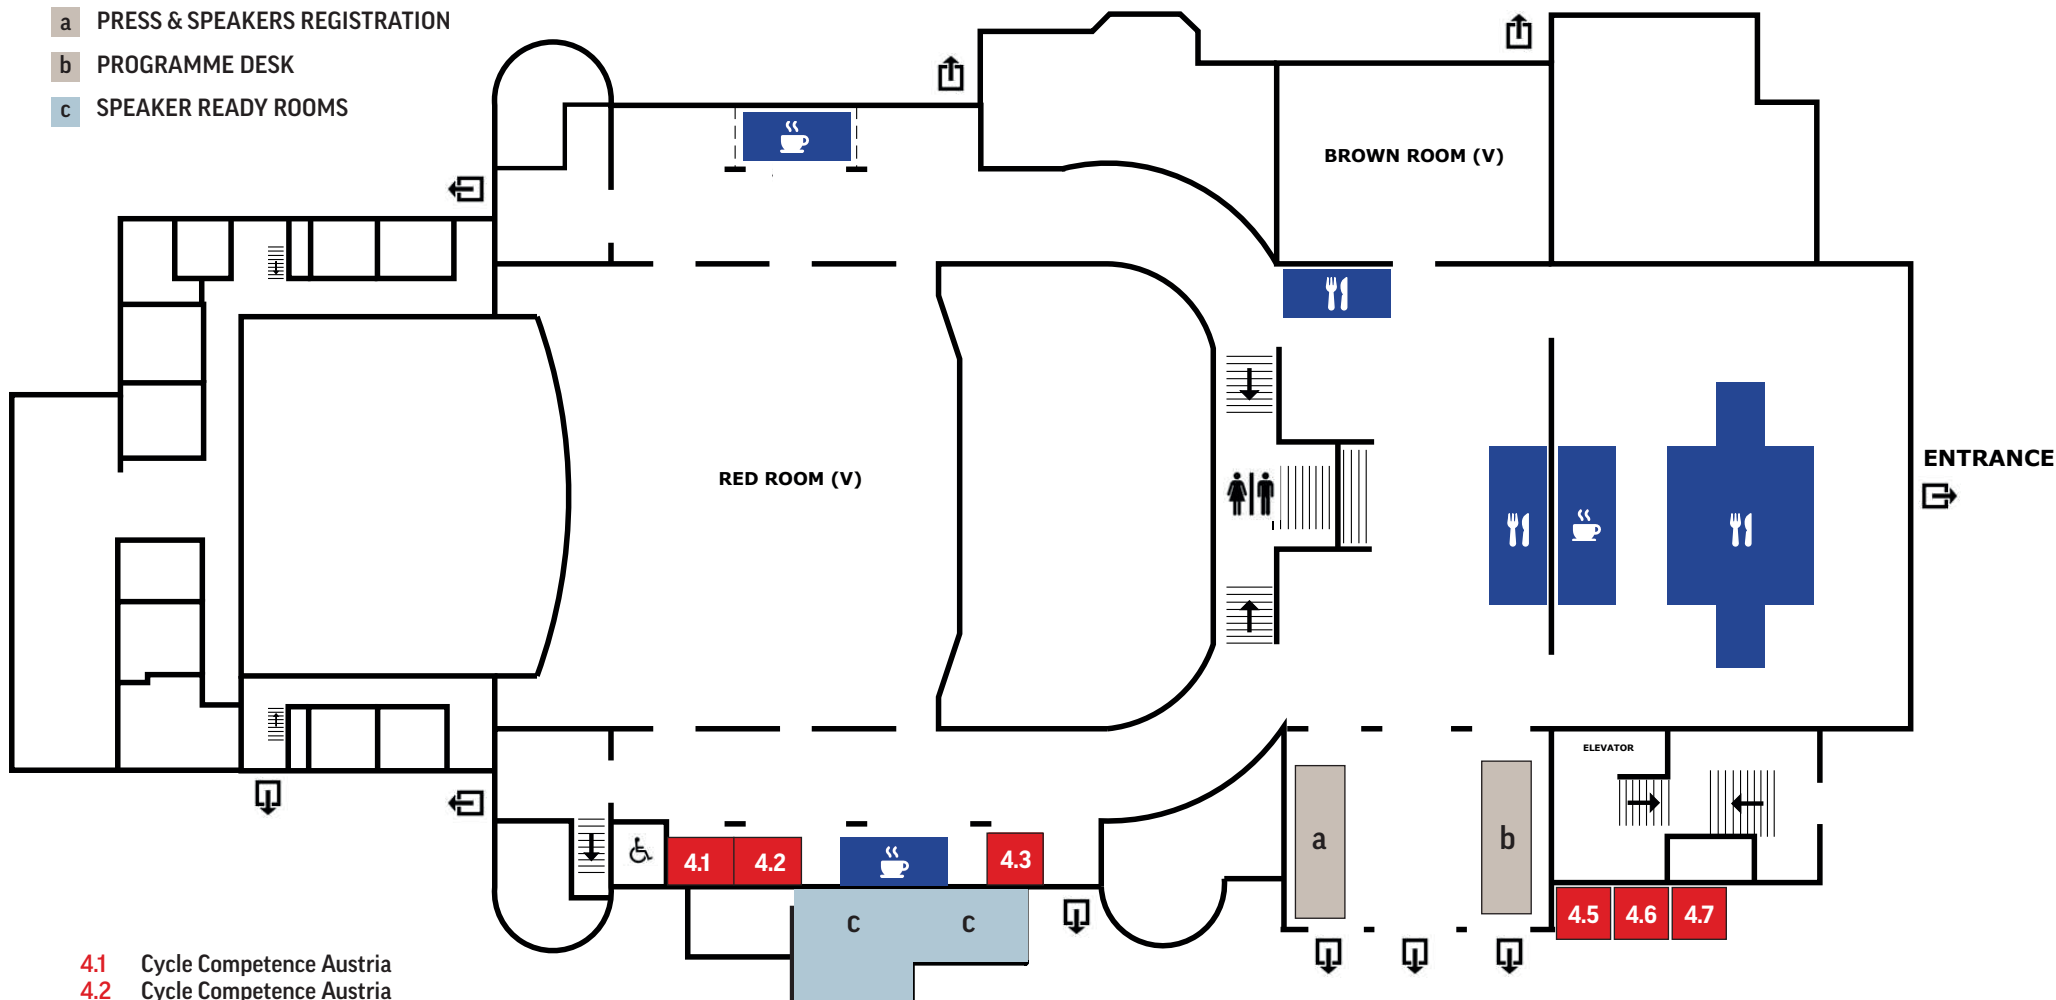 a PRESS & SPEAKERS REGISTRATION
b PROGRAMME DESK
c SPEAKER READY ROOMS
BROWN ROOM (V)
RED ROOM (V)
ENTRANCE
ELEVATOR
a
b
4.1
4.2
4.3
4.5
4.6
4.7
c
c
4.1 Cycle Competence Austria
4.2 Cycle Competence Austria